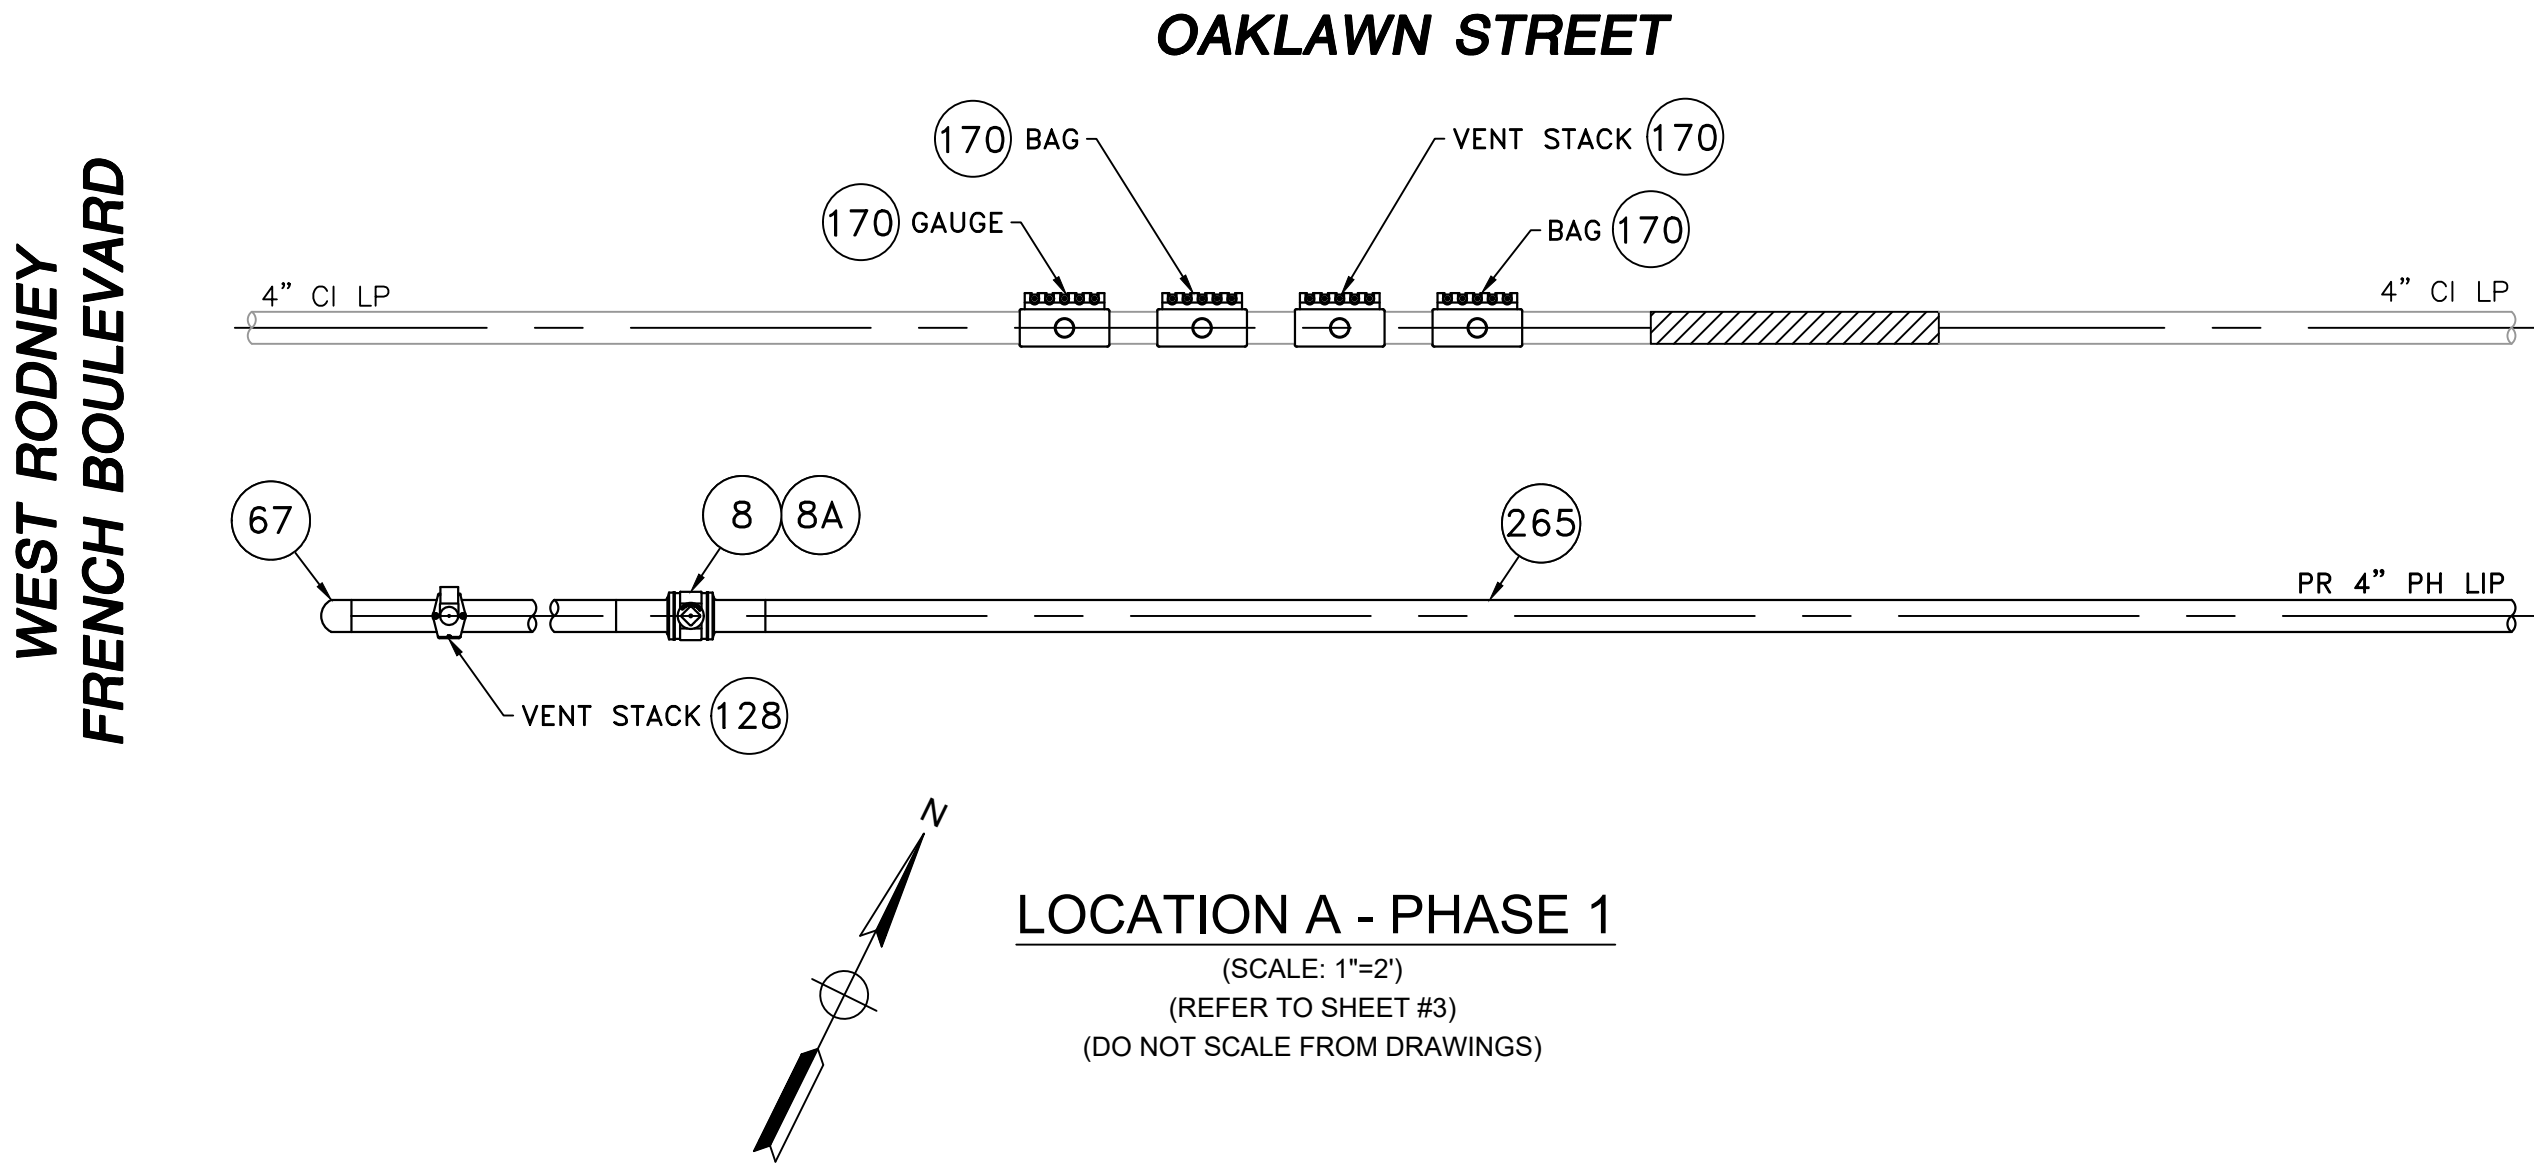 OAKLAWN STREET
WEST RODNEY
FRENCH BOULEVARD
170 BAG
VENT STACK 170
170 GAUGE
BAG 170
4” CI LP
4” CI LP
67
8 8A
265
PR 4” PH LIP
VENT STACK 128
N
LOCATION A - PHASE 1
(SCALE: 1"=2')
(REFER TO SHEET #3)
(DO NOT SCALE FROM DRAWINGS)